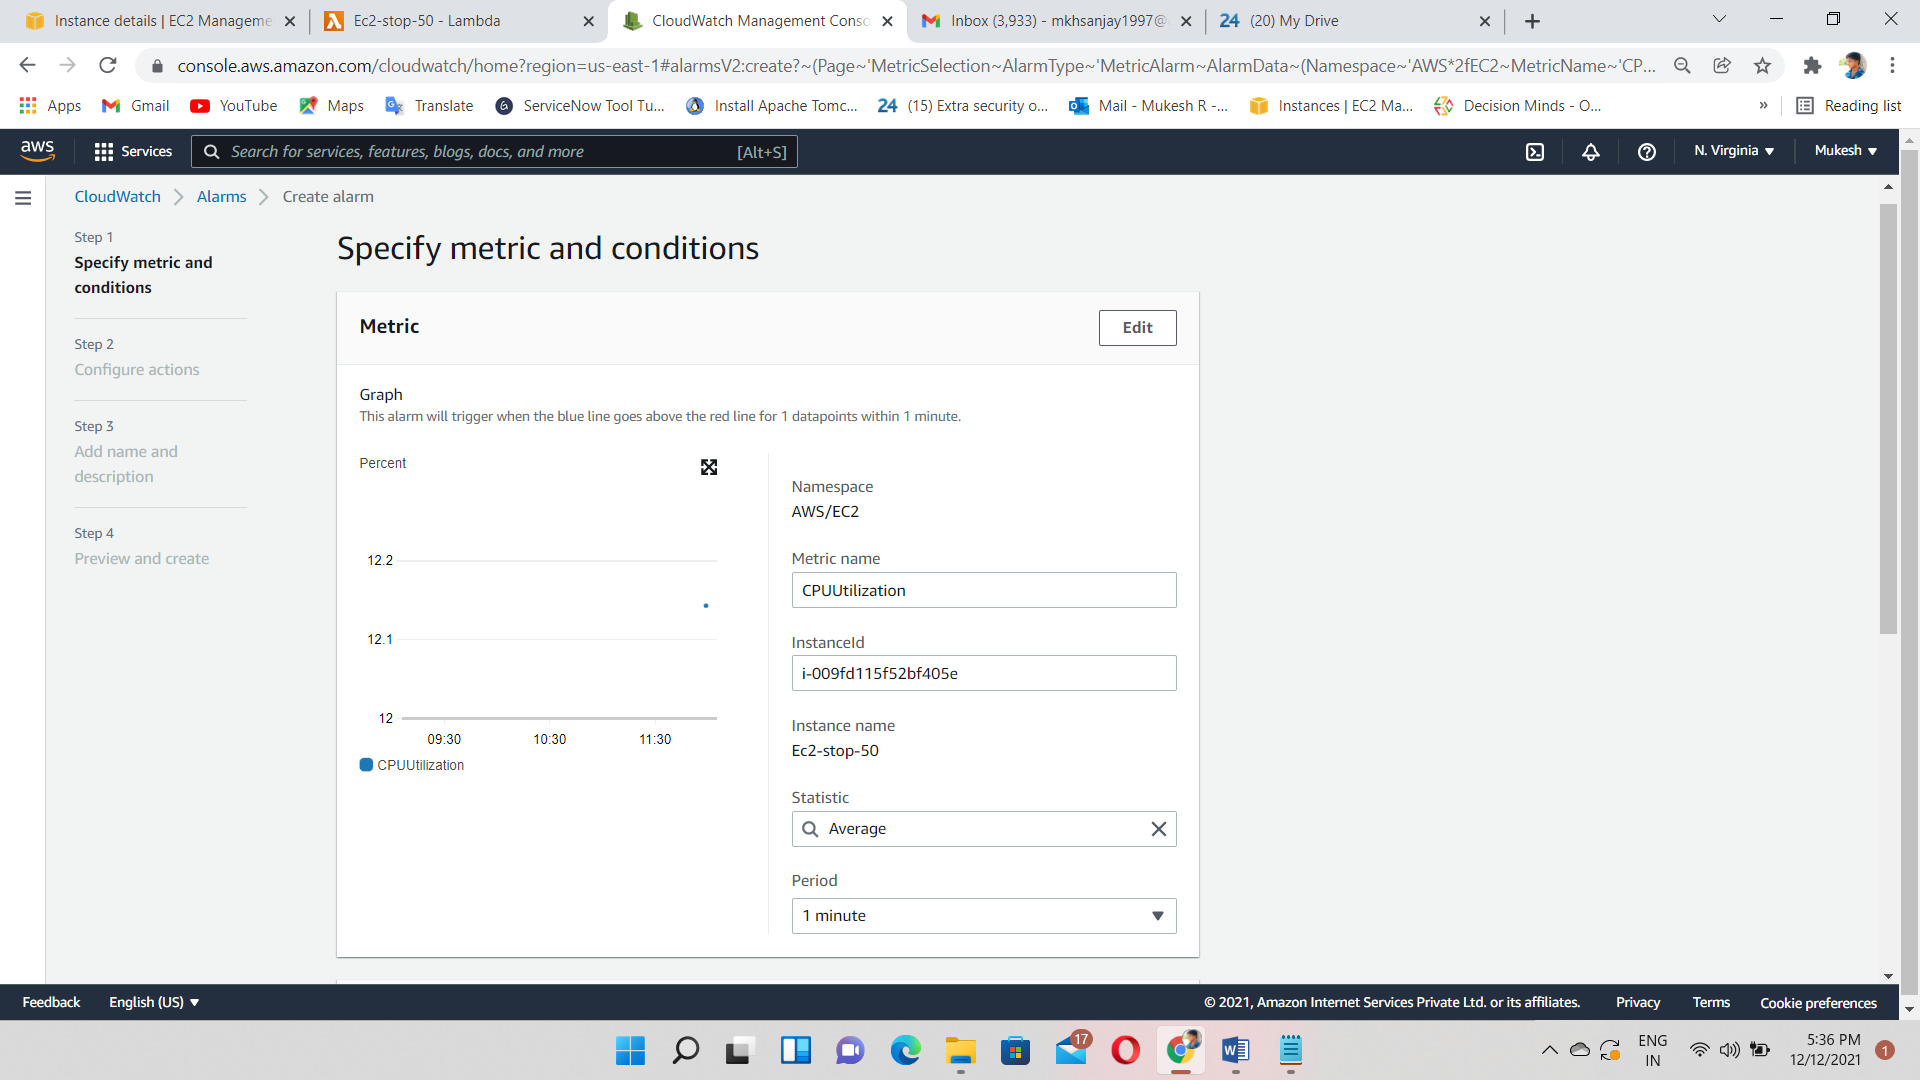 Instance details | EC2 Manageme
Ec2-stop-50 - Lambda
CloudWatch Management Conso
Inbox (3,933) - mkhsanjay1997@
24 (20) My Drive
console.aws.amazon.com/cloudwatch/home?region=us-east-1#alarmsV2:create?~(Page~'MetricSelection~AlarmType~'MetricAlarm~AlarmData~(Namespace~'AWS*2fEC2~MetricName~'CP...
Apps
Gmail
YouTube
Maps
Translate
ServiceNow Tool Tu...
Install Apache Tomc...
24 (15) Extra security o...
Mail - Mukesh R -...
Instances | EC2 Ma...
Decision Minds - O...
»
Reading list
aws
Services
Search for services, features, blogs, docs, and more
[Alt+S]
N. Virginia
Mukesh
CloudWatch
Alarms
Create alarm
Step 1
Specify metric and
conditions
Step 2
Configure actions
Step 3
Add name and
description
Step 4
Preview and create
Specify metric and conditions
Metric
Edit
Graph
This alarm will trigger when the blue line goes above the red line for 1 datapoints within 1 minute.
Percent
12.2
12.1
12
09:30
10:30
11:30
CPUUtilization
Namespace
AWS/EC2
Metric name
CPUUtilization
InstanceId
i-009fd115f52bf405e
Instance name
Ec2-stop-50
Statistic
Average
Period
1 minute
Feedback
English (US)
© 2021, Amazon Internet Services Private Ltd. or its affiliates.
Privacy
Terms
Cookie preferences
17
ENG
IN
5:36 PM
12/12/2021
1